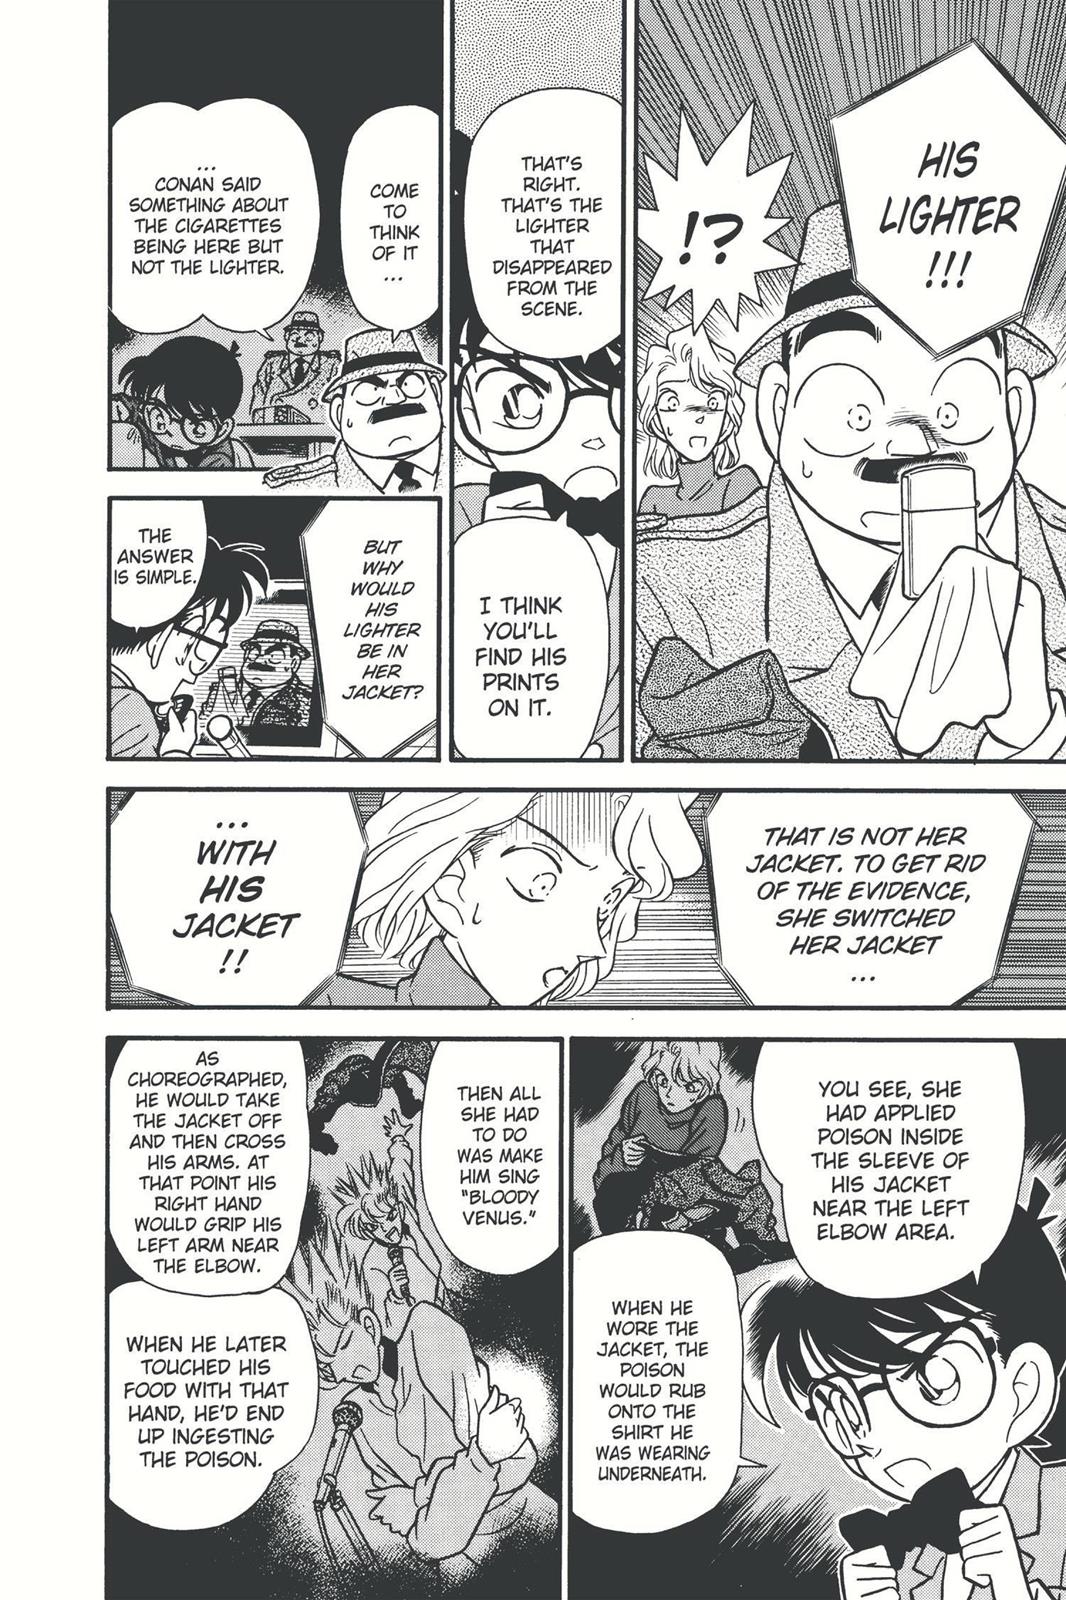 HIS
LIGHTER
!!!
!?
THAT'S
RIGHT.
THAT'S THE
LIGHTER
THAT
DISAPPEARED
FROM THE
SCENE.
I THINK
YOU'LL
FIND HIS
PRINTS
ON IT.
COME
TO
THINK
OF IT
...
...
CONAN SAID
SOMETHING ABOUT
THE CIGARETTES
BEING HERE BUT
NOT THE LIGHTER.
BUT
WHY
WOULD
HIS
LIGHTER
BE IN
HER
JACKET?
THE
ANSWER
IS SIMPLE.
THAT IS NOT HER
JACKET. TO GET RID
OF THE EVIDENCE,
SHE SWITCHED
HER JACKET
...
...
WITH
HIS
JACKET
!!
YOU SEE, SHE
HAD APPLIED
POISON INSIDE
THE SLEEVE OF
HIS JACKET
NEAR THE LEFT
ELBOW AREA.
WHEN HE
WORE THE
JACKET, THE
POISON
WOULD RUB
ONTO THE
SHIRT HE
WAS WEARING
UNDERNEATH.
THEN ALL
SHE HAD
TO DO
WAS MAKE
HIM SING
"BLOODY
VENUS."
AS
CHOREOGRAPHED,
HE WOULD TAKE
THE JACKET OFF
AND THEN CROSS
HIS ARMS. AT
THAT POINT HIS
RIGHT HAND
WOULD GRIP HIS
LEFT ARM NEAR
THE ELBOW.
WHEN HE LATER
TOUCHED HIS
FOOD WITH THAT
HAND, HE'D END
UP INGESTING
THE POISON.